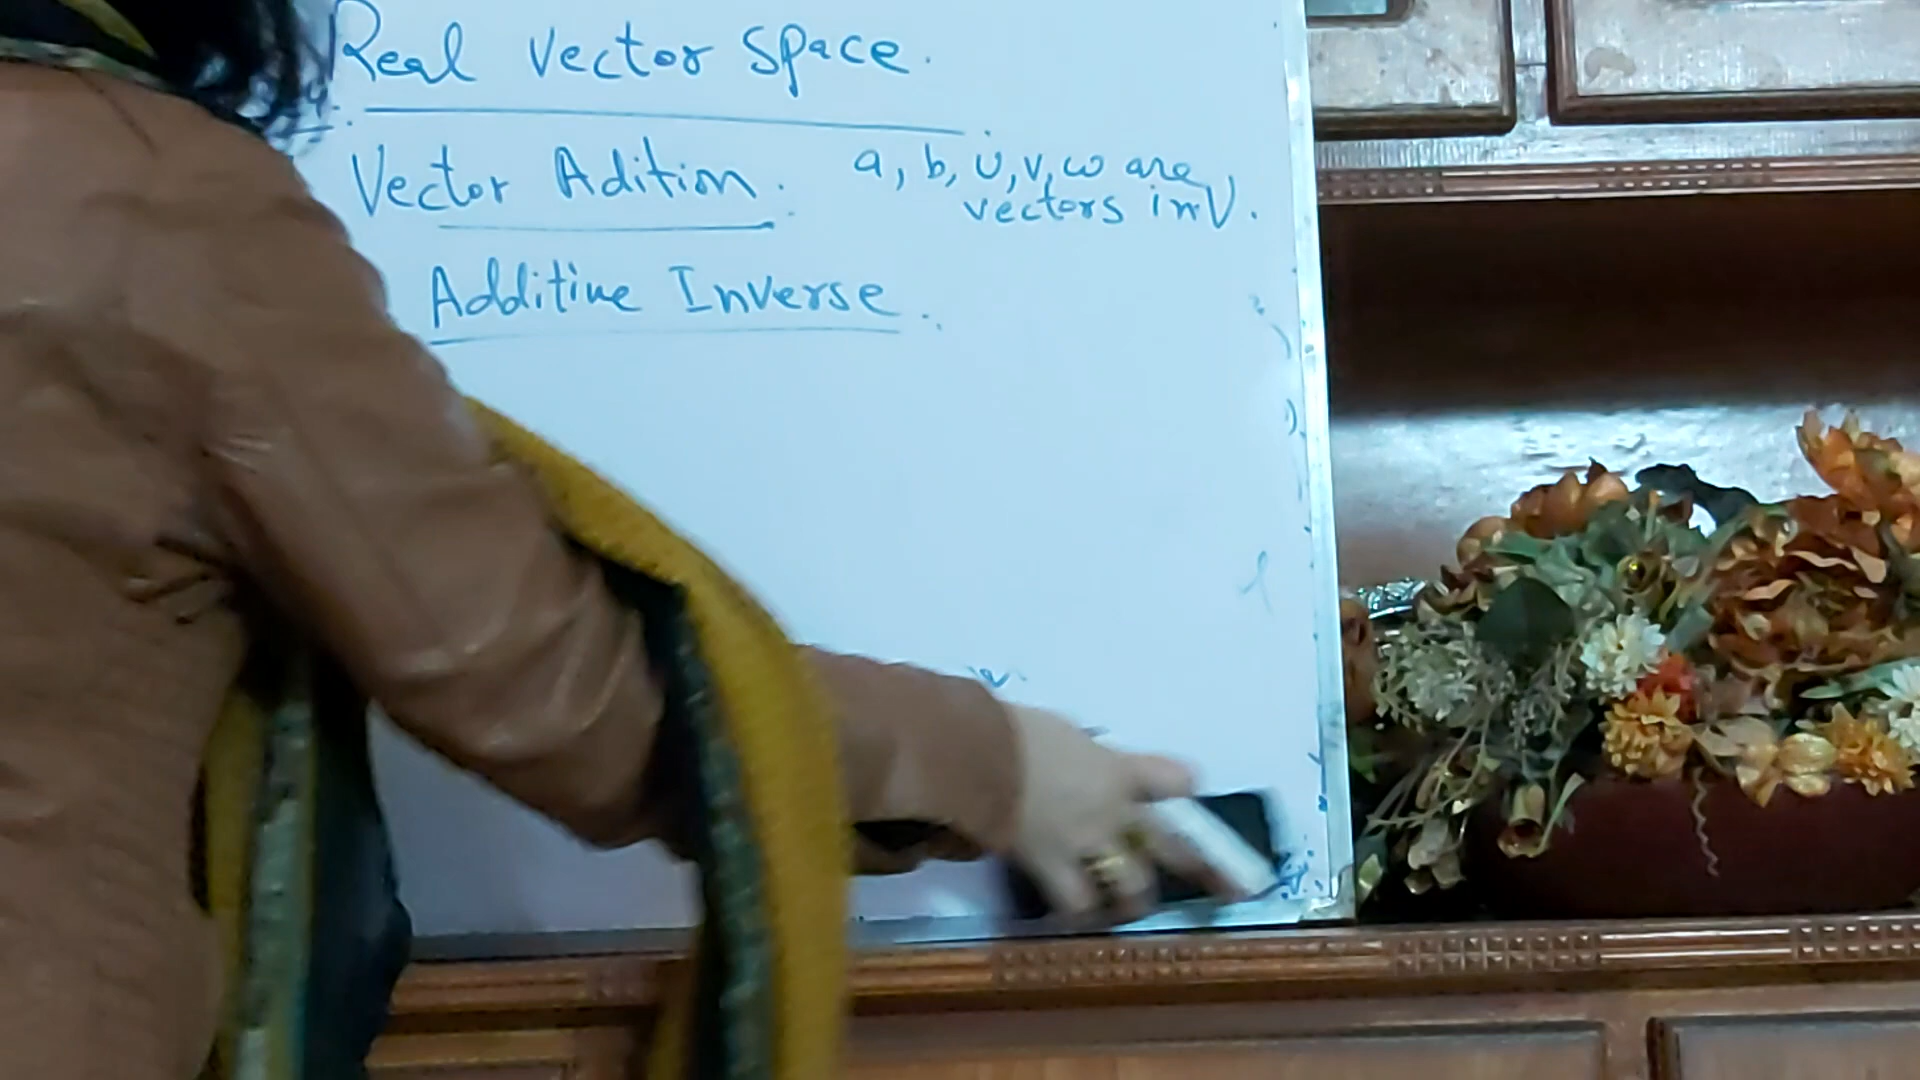 Real Vector Space.
Vector Adition. a, b, u, v, w are
vectors in V.
Additive Inverse.